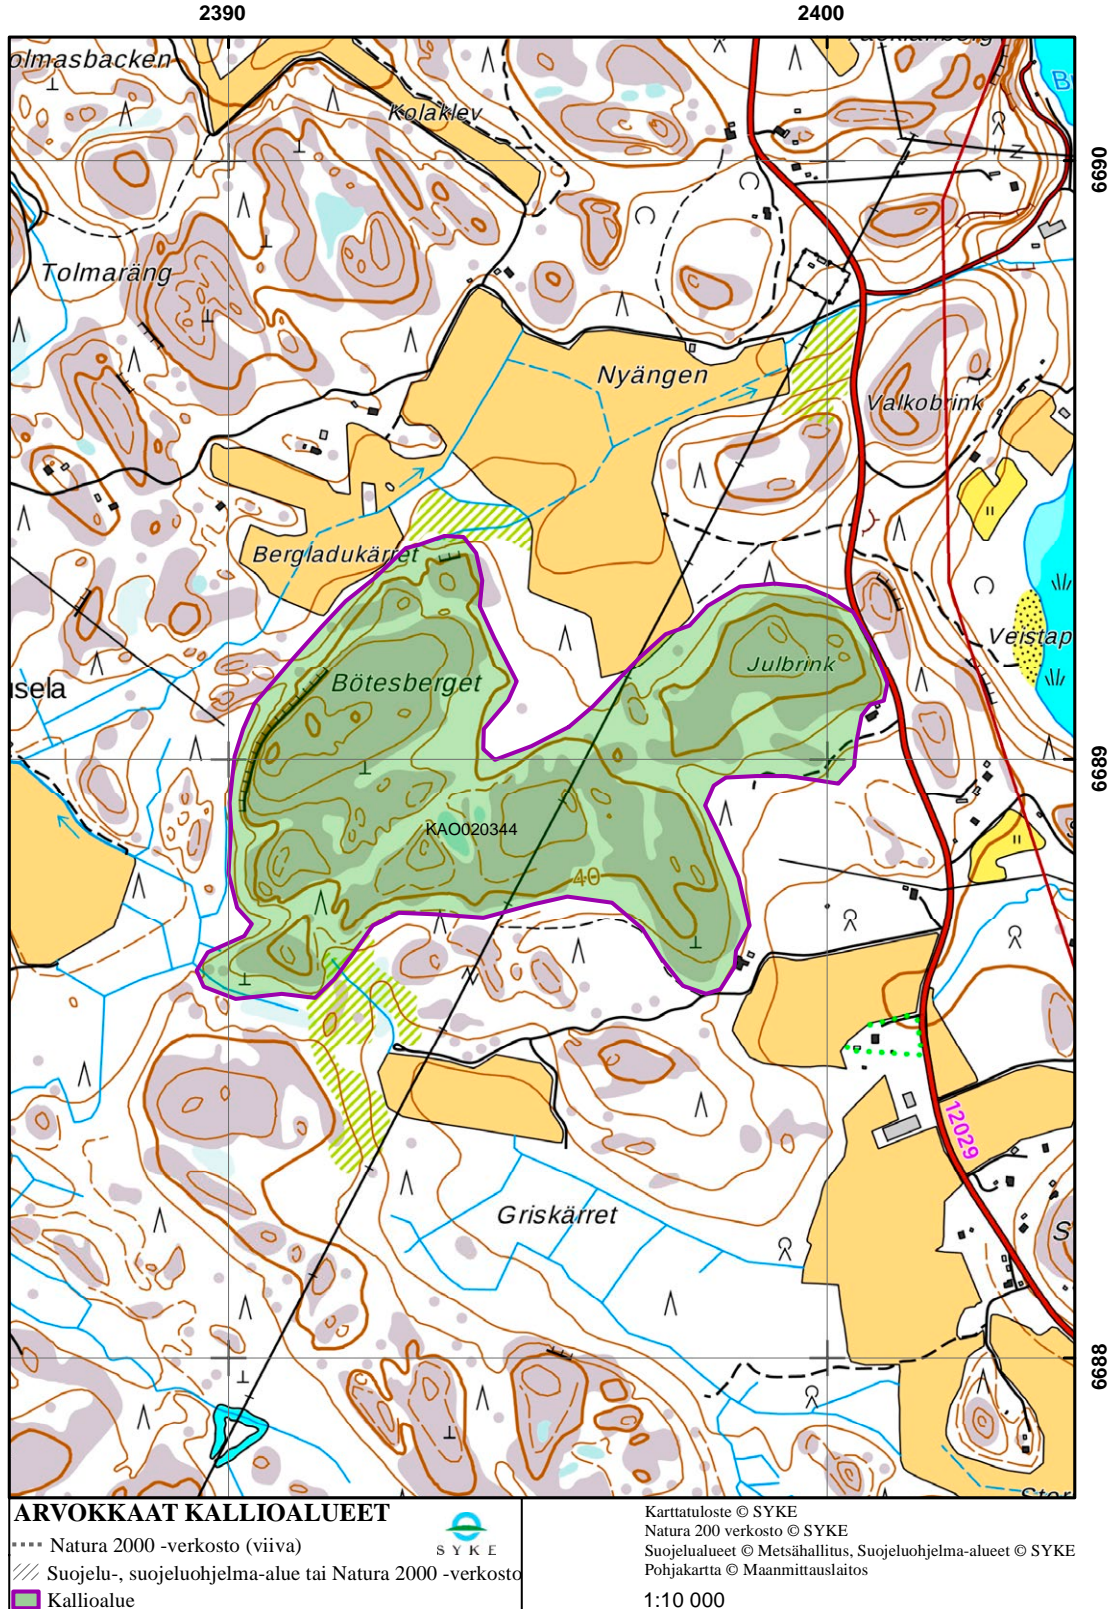 2390
2400
olmasbacken
Kolaklev
6690
Tolmaräng
Nyängen
Valkobrink
Bergladukärret
Veistap
Julbrink
usela
Bötesberget
6689
KAO020344
40
12029
Griskärret
S
6688
Stor
ARVOKKAAT KALLIOALUEET
SYKE
Natura 2000 -verkosto (viiva)
Suojelu-, suojeluohjelma-alue tai Natura 2000 -verkosto
Kallioalue
Karttatuloste © SYKE
Natura 200 verkosto © SYKE
Suojelualueet © Metsähallitus, Suojeluohjelma-alueet © SYKE
Pohjakartta © Maanmittauslaitos
1:10 000